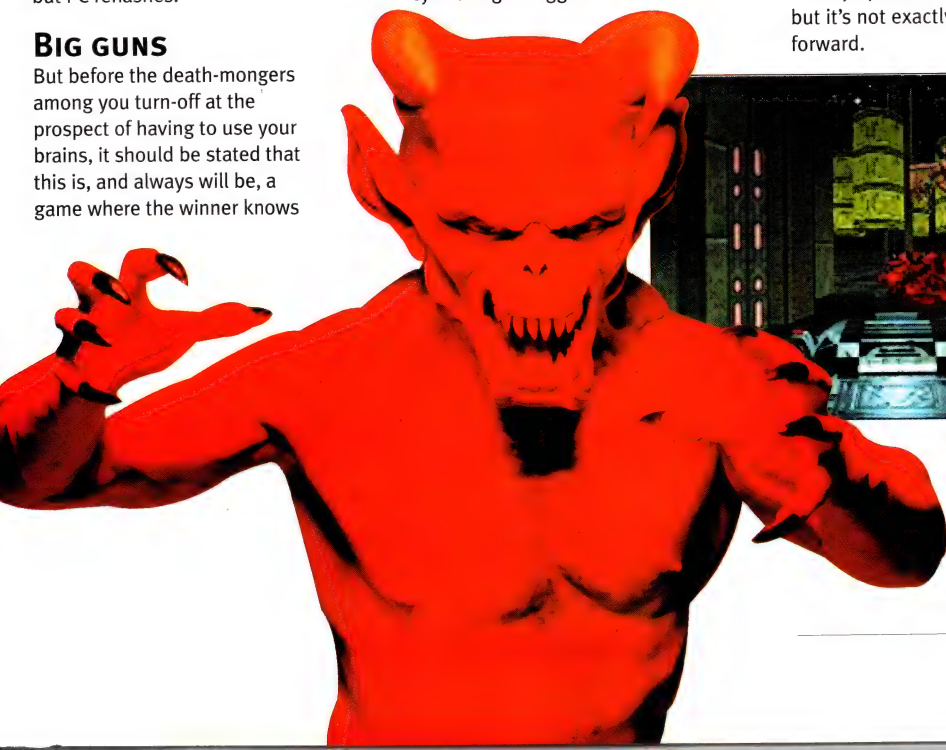 BIG GUNS
But before the death-mongers
among you turn-off at the
prospect of having to use your
brains, it should be stated that
this is, and always will be, a
game where the winner knows
but it's not exactly
forward.